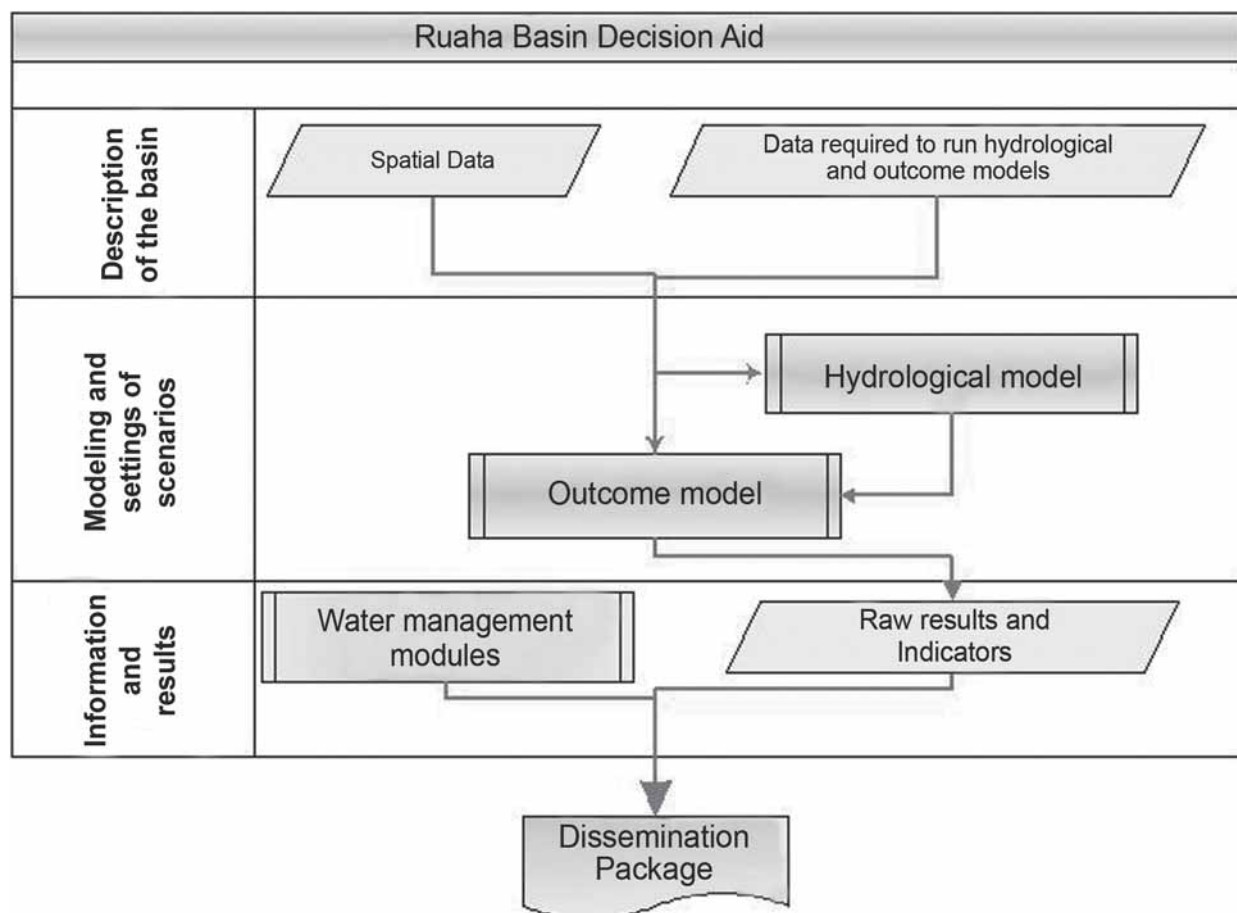 Ruaha Basin Decision Aid
Description
of the basin
Spatial Data
Data required to run hydrological
and outcome models
Modeling and
settings of
scenarios
Hydrological model
Outcome model
Information
and
results
Water management
modules
Raw results and
Indicators
Dissemination
Package